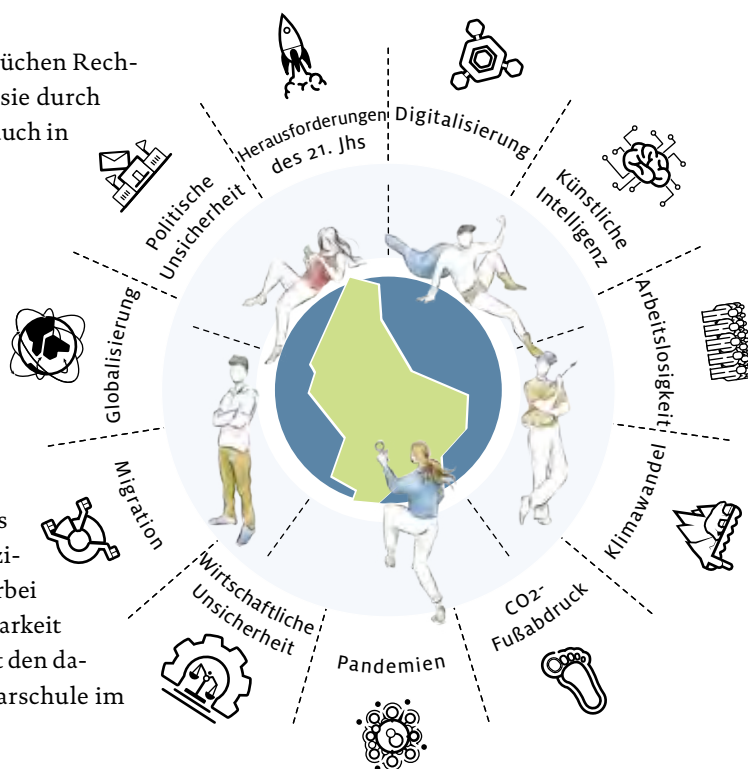 üchen Rech-
sie durch
uch in
Herausforderungen
des 21. Jhs
Digitalisierung
Künstliche
Intelligenz
Arbeitslosigkeit
Klimawandel
CO2-
Fußabdruck
Pandemien
Wirtschaftliche
Unsicherheit
Migration
Globalisierung
Politische
Unsicherheit
s
zi-
rbei
arkeit
t den da-
arschule im